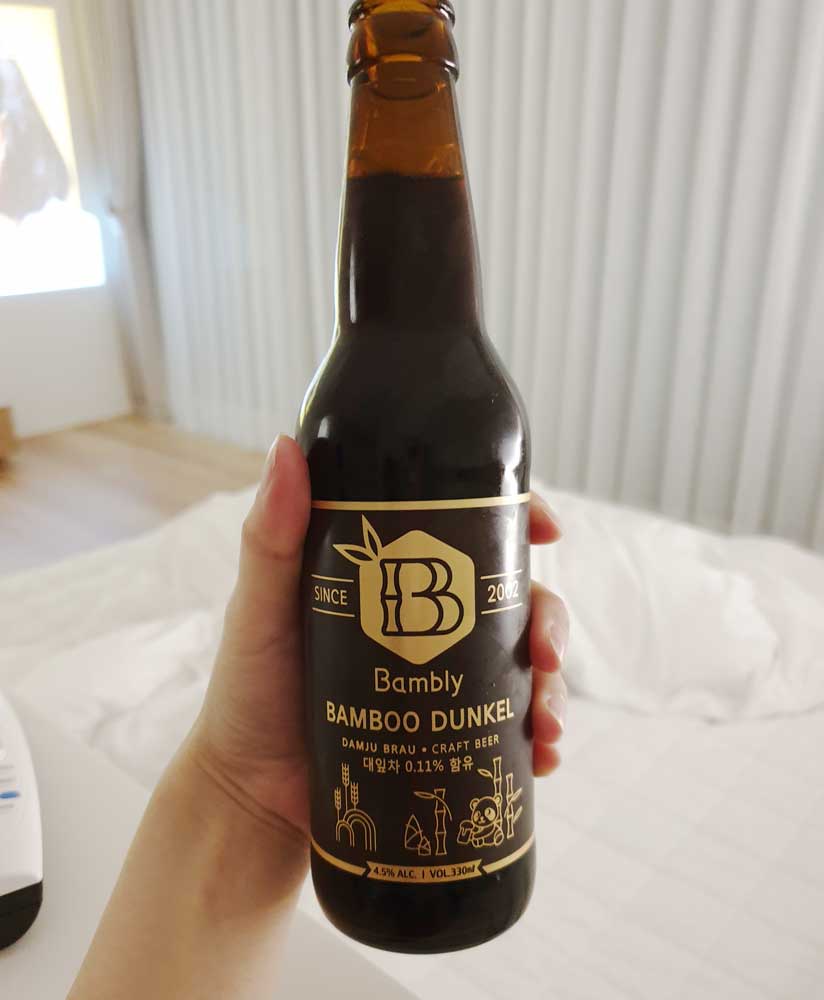 B
SINCE 2002
Bambly
BAMBOO DUNKEL
DAMJU BRAU • CRAFT BEER
대잎차 0.11% 함유
4.5% ALC. | VOL.330ml